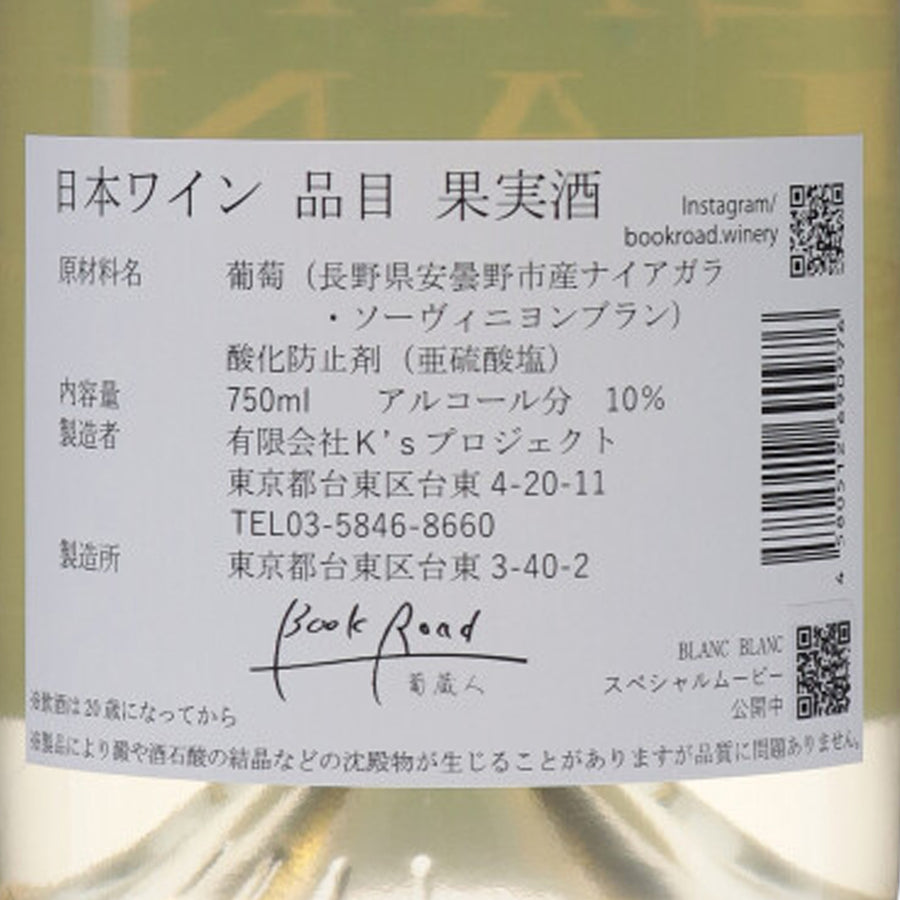 日本ワイン 品目 果実酒
Instagram/
bookroad.winery
原材料名 葡萄（長野県安曇野市産ナイアガラ
・ソーヴィニヨンブラン）
酸化防止剤（亜硫酸塩）
内容量 750ml アルコール分 10%
製造者 有限会社K's プロジェクト
東京都台東区台東 4-20-11
TEL03-5846-8660
製造所 東京都台東区台東 3-40-2
Book Road
葡蔵人
BLANC BLANC
スペシャルムービー
公開中
※飲酒は20歳になってから
※製品により澱や酒石酸の結晶などの沈殿物が生じることがありますが品質に問題ありません。